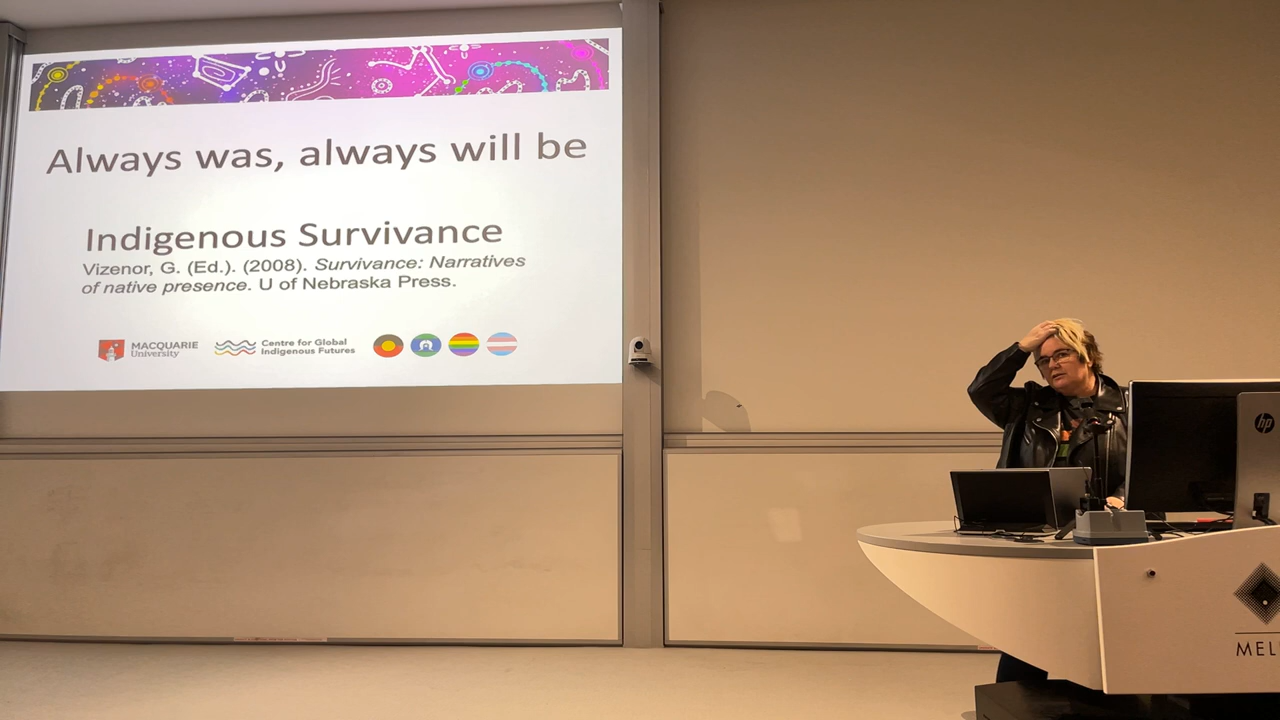 Always was, always will be
Indigenous Survivance
Vizenor, G. (Ed.). (2008). Survivance: Narratives
of native presence. U of Nebraska Press.
MACQUARIE
University
Centre for Global
Indigenous Futures
hp
MEL